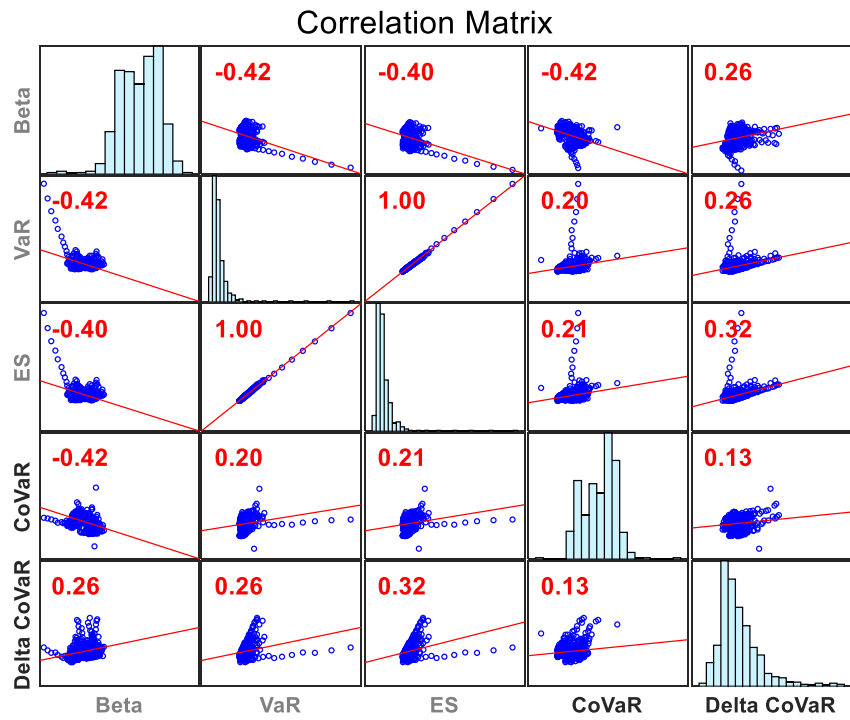 Correlation Matrix
Beta
-0.42
-0.40
-0.42
0.26
VaR
-0.42
1.00
0.20
0.26
ES
-0.40
1.00
0.21
0.32
CoVaR
-0.42
0.20
0.21
0.13
Delta CoVaR
0.26
0.26
0.32
0.13
Beta
VaR
ES
CoVaR
Delta CoVaR